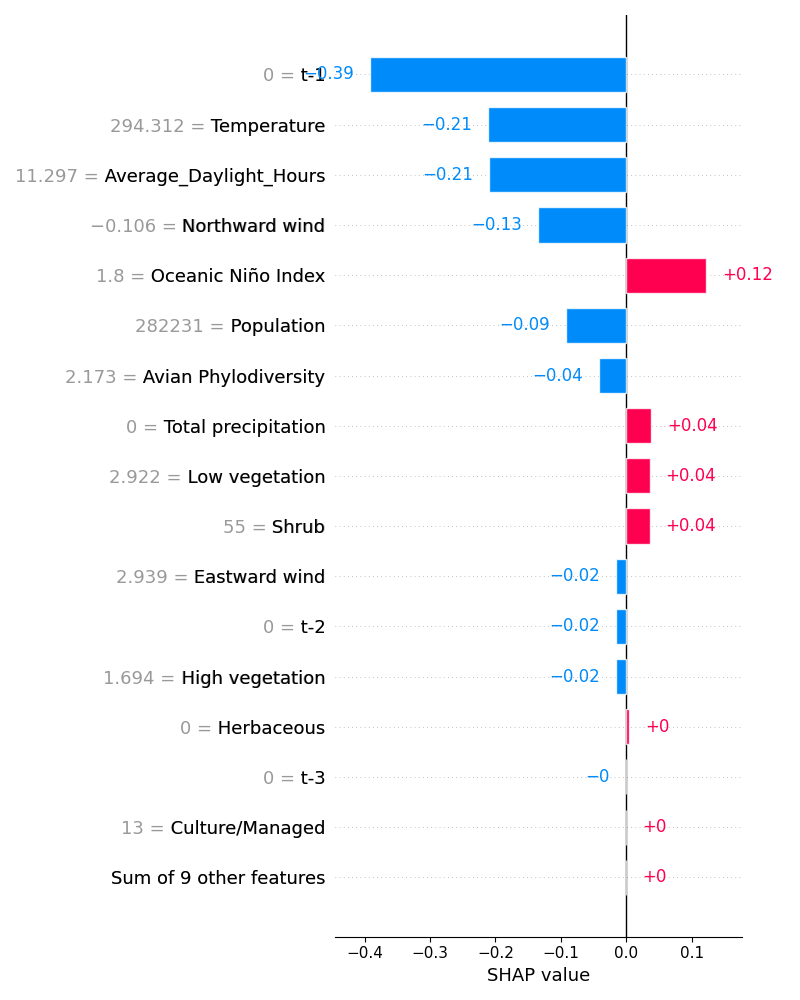 0 = t-1 −0.39
294.312 = Temperature −0.21
11.297 = Average_Daylight_Hours −0.21
−0.106 = Northward wind −0.13
1.8 = Oceanic Niño Index +0.12
282231 = Population −0.09
2.173 = Avian Phylodiversity −0.04
0 = Total precipitation +0.04
2.922 = Low vegetation +0.04
55 = Shrub +0.04
2.939 = Eastward wind −0.02
0 = t-2 −0.02
1.694 = High vegetation −0.02
0 = Herbaceous +0
0 = t-3 −0
13 = Culture/Managed +0
Sum of 9 other features +0
−0.4 −0.3 −0.2 −0.1 0.0 0.1
SHAP value